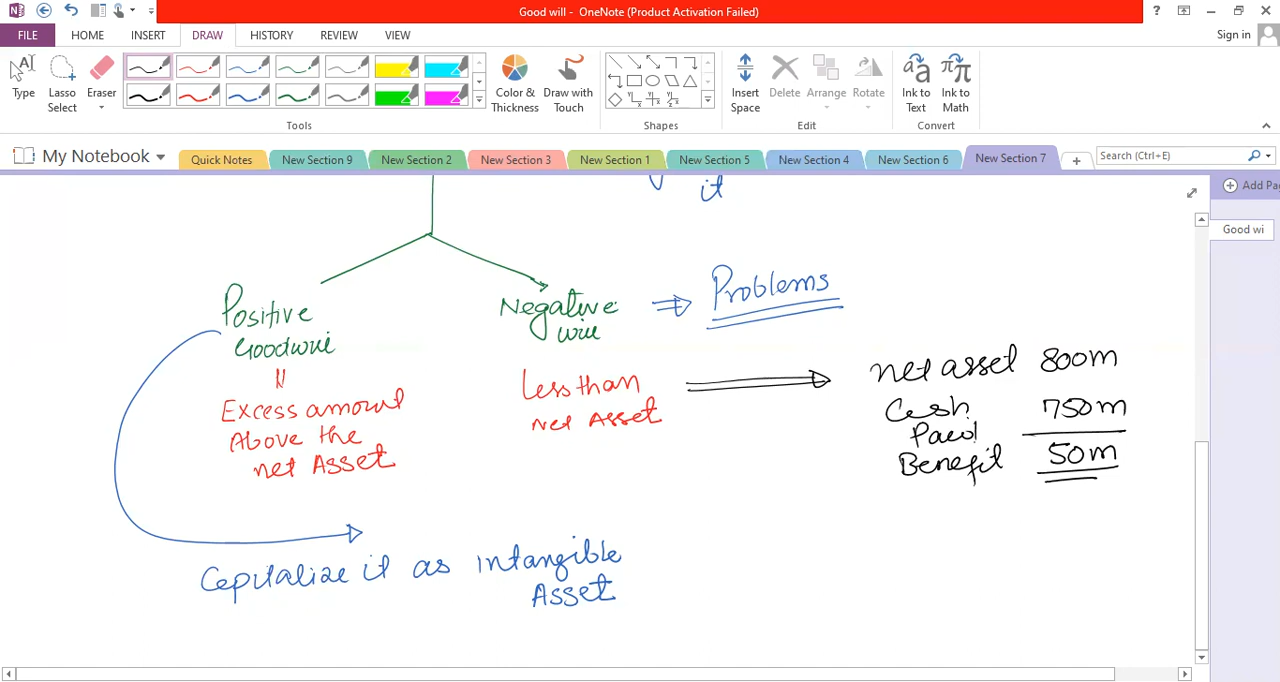 Good will - OneNote (Product Activation Failed)
Sign in
FILE HOME INSERT DRAW HISTORY REVIEW VIEW
Type
Lasso Select
Eraser
Color & Thickness
Draw with Touch
Insert Space
Delete
Arrange
Rotate
Ink to Text
Ink to Math
Tools
Shapes
Edit
Convert
My Notebook
Quick Notes
New Section 9
New Section 2
New Section 3
New Section 1
New Section 5
New Section 4
New Section 6
New Section 7
Search (Ctrl+E)
Add Pa
Good wi
it
Positive
Goodwill
Excess amount
Above the
net Asset
Negative
will
Problems
Less than
net Asset
net asset 800m
Cash 750m
Paid
Benefit 50m
Capitalize it as intangible
Asset